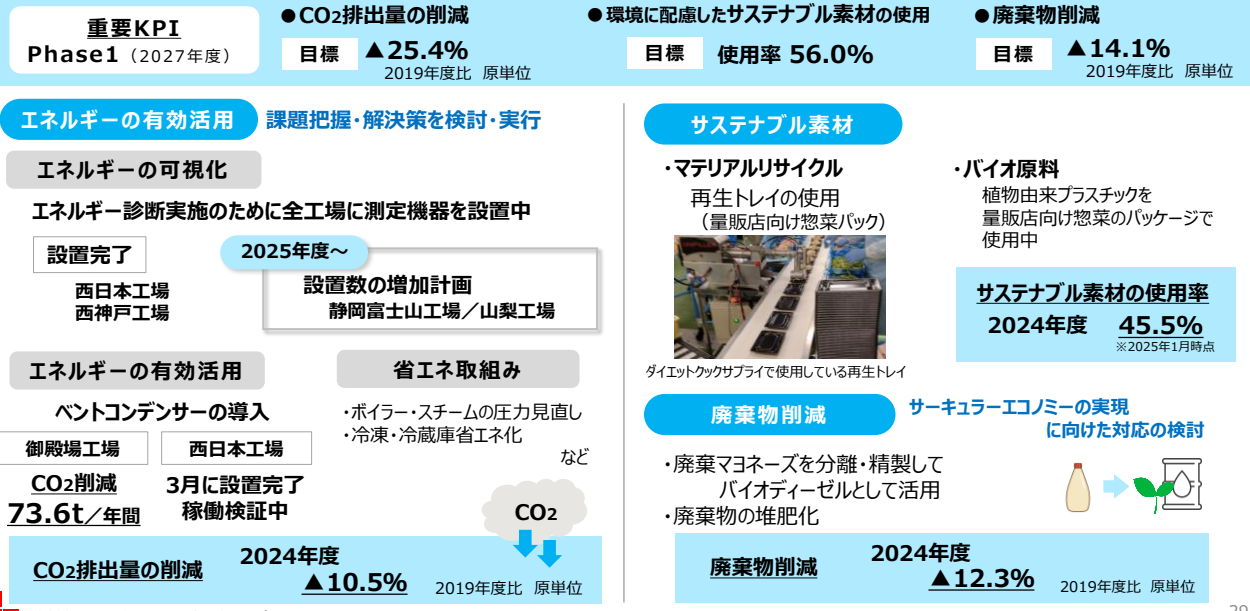 重要KPI
Phase1（2027年度）
●CO2排出量の削減
目標 ▲25.4%
2019年度比 原単位
●環境に配慮したサステナブル素材の使用
目標 使用率 56.0%
●廃棄物削減
目標 ▲14.1%
2019年度比 原単位
エネルギーの有効活用 課題把握・解決策を検討・実行
エネルギーの可視化
エネルギー診断実施のために全工場に測定機器を設置中
設置完了
西日本工場
西神戸工場
2025年度～
設置数の増加計画
静岡富士山工場／山梨工場
エネルギーの有効活用
ベントコンデンサーの導入
御殿場工場
CO2削減
73.6t／年間
西日本工場
3月に設置完了
稼働検証中
省エネ取組み
・ボイラー・スチームの圧力見直し
・冷凍・冷蔵庫省エネ化
など
CO2
CO2排出量の削減
2024年度
▲10.5% 2019年度比 原単位
サステナブル素材
・マテリアルリサイクル
再生トレイの使用
（量販店向け惣菜パック）
ダイエットクックサプライで使用している再生トレイ
・バイオ原料
植物由来プラスチックを
量販店向け惣菜のパッケージで
使用中
サステナブル素材の使用率
2024年度 45.5%
※2025年1月時点
廃棄物削減
サーキュラーエコノミーの実現
に向けた対応の検討
・廃棄マヨネーズを分離・精製して
バイオディーゼルとして活用
・廃棄物の堆肥化
廃棄物削減
2024年度
▲12.3% 2019年度比 原単位